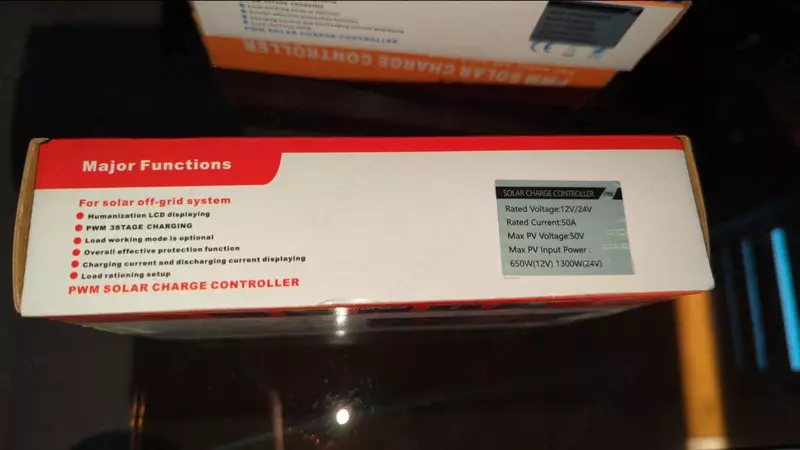 PWM SOLAR CHARGE CONTROLLER
Major Functions
For solar off-grid system
Humanization LCD displaying
PWM 3STAGE CHARGING
Load working mode is optional
Overall effective protection function
Charging current and discharging current displaying
Load rationing setup
PWM SOLAR CHARGE CONTROLLER
SOLAR CHARGE CONTROLLER
Rated Voltage:12V/24V
Rated Current:50A
Max PV Voltage:50V
Max PV Input Power :
650W(12V) 1300W(24V)